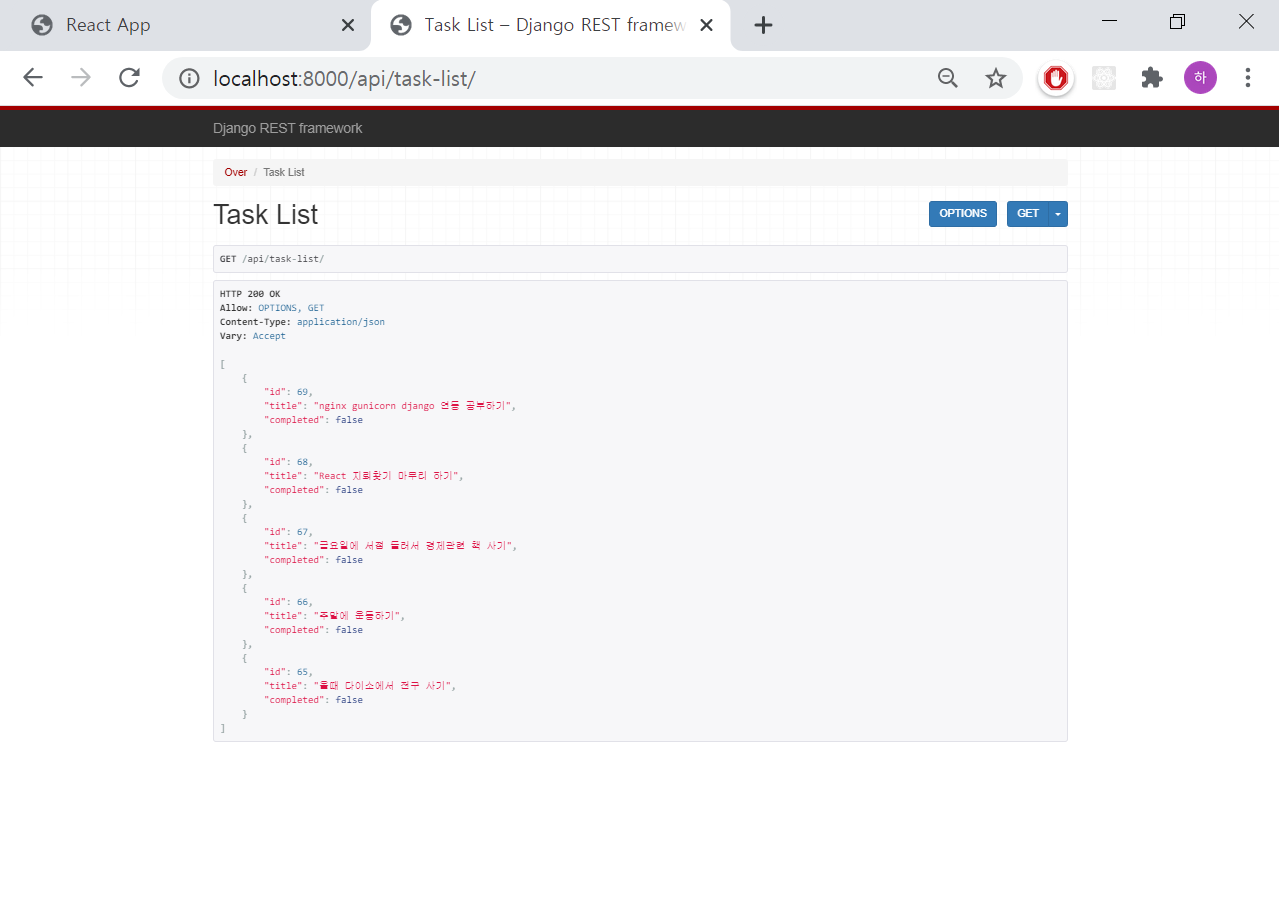 React App
Task List – Django REST framew
localhost:8000/api/task-list/
하
Django REST framework
Over / Task List
Task List
OPTIONS
GET
GET /api/task-list/
HTTP 200 OK
Allow: OPTIONS, GET
Content-Type: application/json
Vary: Accept
[
    {
        "id": 69,
        "title": "nginx gunicorn django 연동 공부하기",
        "completed": false
    },
    {
        "id": 68,
        "title": "React 지뢰찾기 마무리 하기",
        "completed": false
    },
    {
        "id": 67,
        "title": "금요일에 서점 들려서 경제관련 책 사기",
        "completed": false
    },
    {
        "id": 66,
        "title": "주말에 운동하기",
        "completed": false
    },
    {
        "id": 65,
        "title": "올때 다이소에서 전구 사기",
        "completed": false
    }
]